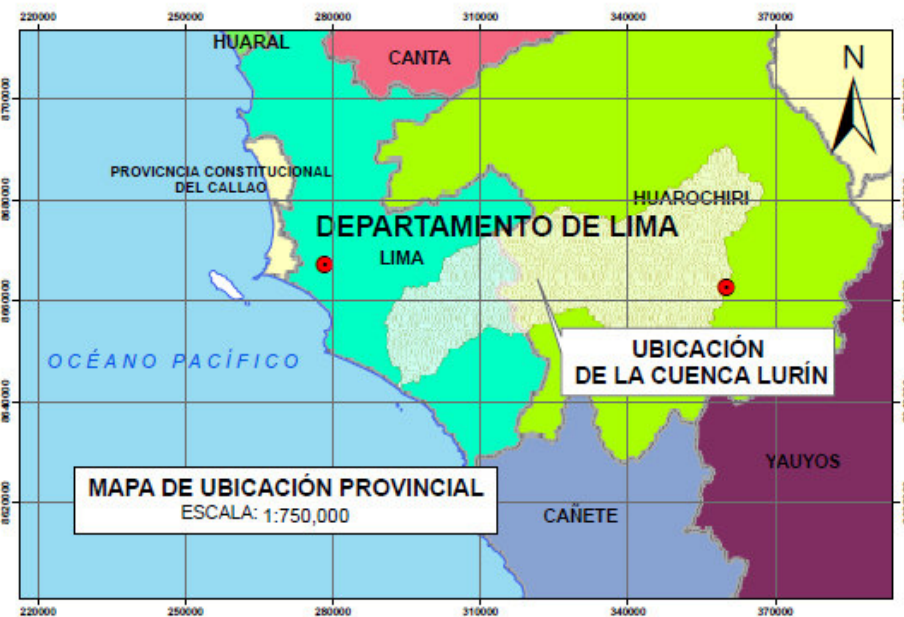 220000 250000 280000 310000 340000 370000
HUARAL
CANTA
N
8700000
PROVICNCIA CONSTITUCIONAL
DEL CALLAO
8680000
HUAROCHIRI
DEPARTAMENTO DE LIMA
LIMA
8660000
UBICACIÓN
DE LA CUENCA LURÍN
OCÉANO PACÍFICO
8640000
YAUYOS
MAPA DE UBICACIÓN PROVINCIAL
ESCALA: 1:750,000
8620000
CAÑETE
220000 250000 280000 310000 340000 370000